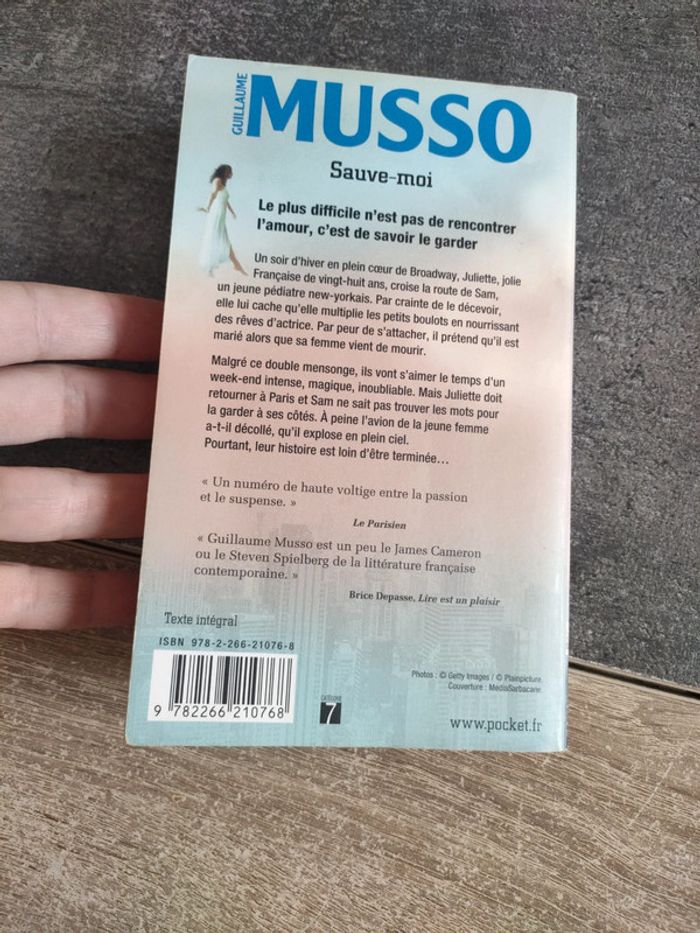 GUILLAUME
MUSSO
Sauve-moi
Le plus difficile n'est pas de rencontrer
l'amour, c'est de savoir le garder
Un soir d'hiver en plein cœur de Broadway, Juliette, jolie
Française de vingt-huit ans, croise la route de Sam,
un jeune pédiatre new-yorkais. Par crainte de le décevoir,
elle lui cache qu'elle multiplie les petits boulots en nourrissant
des rêves d'actrice. Par peur de s'attacher, il prétend qu'il est
marié alors que sa femme vient de mourir.
Malgré ce double mensonge, ils vont s'aimer le temps d'un
week-end intense, magique, inoubliable. Mais Juliette doit
retourner à Paris et Sam ne sait pas trouver les mots pour
la garder à ses côtés. À peine l'avion de la jeune femme
a-t-il décollé, qu'il explose en plein ciel.
Pourtant, leur histoire est loin d'être terminée…
« Un numéro de haute voltige entre la passion
et le suspense. »
Le Parisien
« Guillaume Musso est un peu le James Cameron
ou le Steven Spielberg de la littérature française
contemporaine. »
Brice Depasse, Lire est un plaisir
Texte intégral
ISBN 978-2-266-21076-8
9 782266 210768
CATÉGORIE
7
Photos : © Getty Images / © Plainpicture.
Couverture : MediaSarbacane.
www.pocket.fr